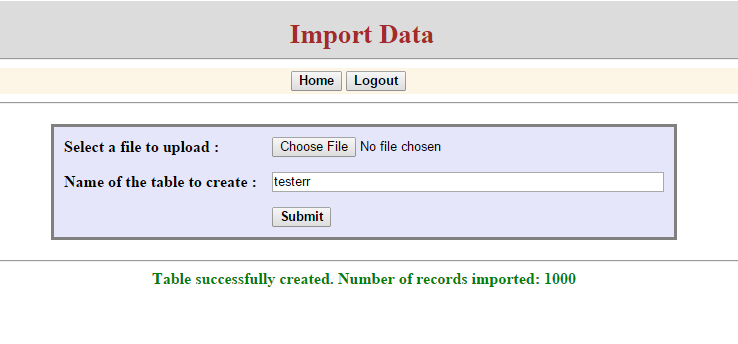 Import Data
Home Logout
Select a file to upload : Choose File No file chosen
Name of the table to create : testerr
Submit
Table successfully created. Number of records imported: 1000